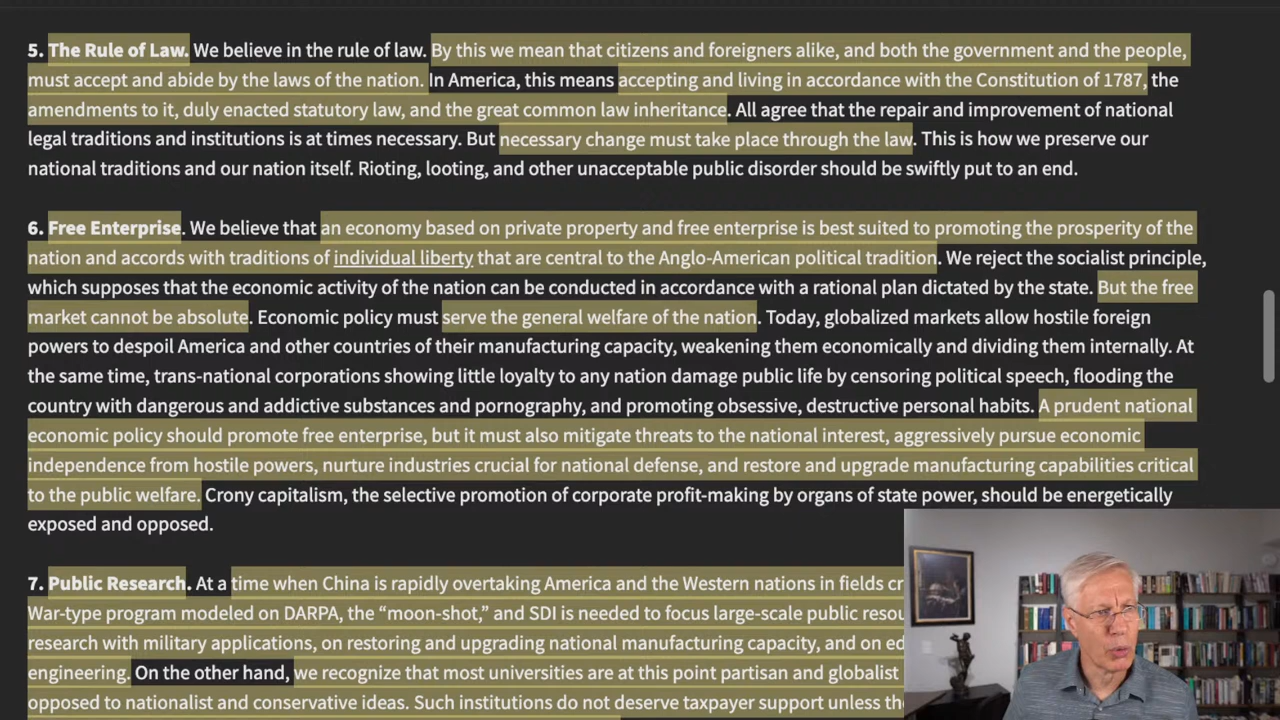 5. The Rule of Law. We believe in the rule of law. By this we mean that citizens and foreigners alike, and both the government and the people,
must accept and abide by the laws of the nation. In America, this means accepting and living in accordance with the Constitution of 1787, the
amendments to it, duly enacted statutory law, and the great common law inheritance. All agree that the repair and improvement of national
legal traditions and institutions is at times necessary. But necessary change must take place through the law. This is how we preserve our
national traditions and our nation itself. Rioting, looting, and other unacceptable public disorder should be swiftly put to an end.
6. Free Enterprise. We believe that an economy based on private property and free enterprise is best suited to promoting the prosperity of the
nation and accords with traditions of individual liberty that are central to the Anglo-American political tradition. We reject the socialist principle,
which supposes that the economic activity of the nation can be conducted in accordance with a rational plan dictated by the state. But the free
market cannot be absolute. Economic policy must serve the general welfare of the nation. Today, globalized markets allow hostile foreign
powers to despoil America and other countries of their manufacturing capacity, weakening them economically and dividing them internally. At
the same time, trans-national corporations showing little loyalty to any nation damage public life by censoring political speech, flooding the
country with dangerous and addictive substances and pornography, and promoting obsessive, destructive personal habits. A prudent national
economic policy should promote free enterprise, but it must also mitigate threats to the national interest, aggressively pursue economic
independence from hostile powers, nurture industries crucial for national defense, and restore and upgrade manufacturing capabilities critical
to the public welfare. Crony capitalism, the selective promotion of corporate profit-making by organs of state power, should be energetically
exposed and opposed.
7. Public Research. At a time when China is rapidly overtaking America and the Western nations in fields
War-type program modeled on DARPA, the “moon-shot,” and SDI is needed to focus large-scale public
research with military applications, on restoring and upgrading national manufacturing capacity, and on
engineering. On the other hand, we recognize that most universities are at this point partisan and globalist
opposed to nationalist and conservative ideas. Such institutions do not deserve taxpayer support unless